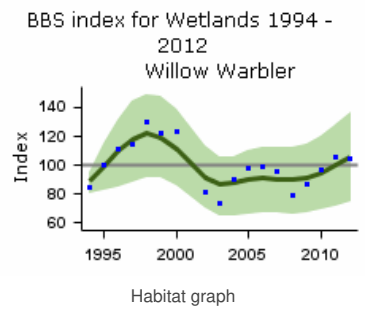 BBS index for Wetlands 1994 -
2012
Willow Warbler
Index
140
120
100
80
60
1995
2000
2005
2010
Habitat graph